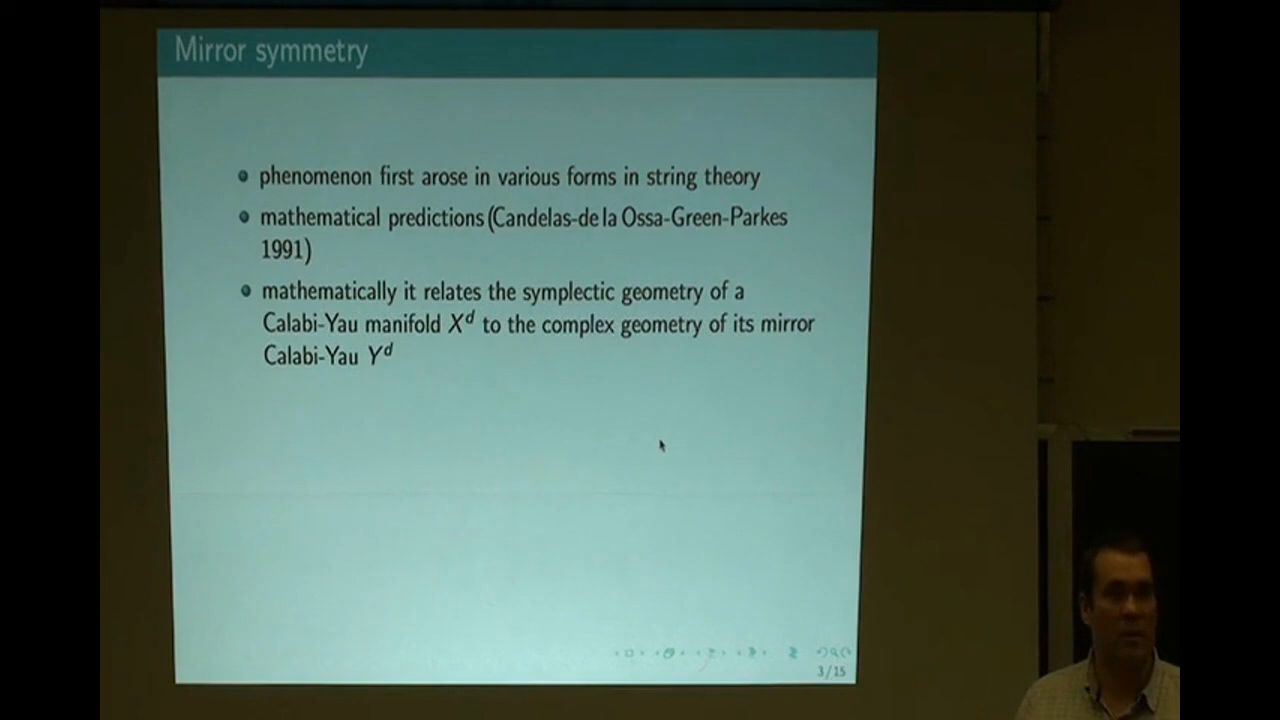 Mirror symmetry
phenomenon first arose in various forms in string theory
mathematical predictions (Candelas-de la Ossa-Green-Parkes
1991)
mathematically it relates the symplectic geometry of a
Calabi-Yau manifold X^d to the complex geometry of its mirror
Calabi-Yau Y^d
3/15